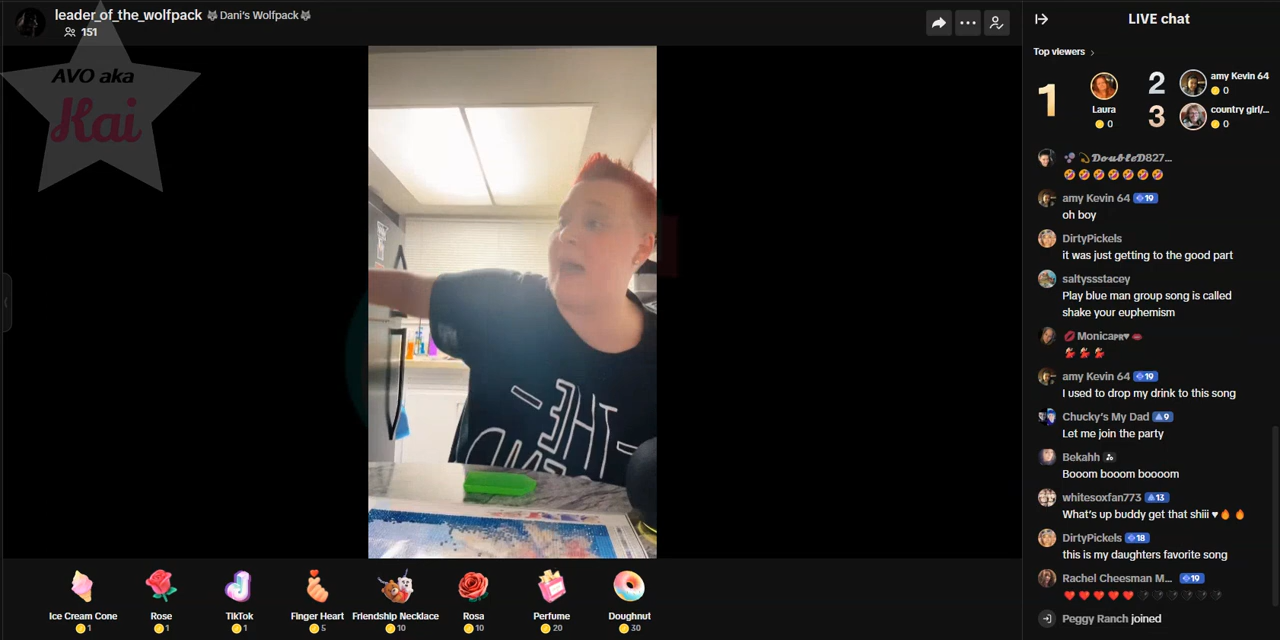 leader_of_the_wolfpack 🐺Dani's Wolfpack🐺
151
AVO aka
Kai
THE
END
LIVE chat
Top viewers >
1
Laura
0
2
amy Kevin 64
0
3
country girl/...
0
𝓓𝓸𝓾𝓫𝓵𝓮𝓓827...
🤣🤣🤣🤣🤣🤣🤣
amy Kevin 64 19
oh boy
DirtyPickels
it was just getting to the good part
saltyssstacey
Play blue man group song is called
shake your euphemism
💋Monicaᴘʀ♥👄
💃💃💃
amy Kevin 64 19
I used to drop my drink to this song
Chucky's My Dad 9
Let me join the party
Bekahh
Booom booom boooom
whitesoxfan773 13
What's up buddy get that shiii ♥🔥🔥
DirtyPickels 18
this is my daughters favorite song
Rachel Cheesman M... 19
Peggy Ranch joined
Ice Cream Cone
1
Rose
1
TikTok
1
Finger Heart
5
Friendship Necklace
10
Rosa
10
Perfume
20
Doughnut
30